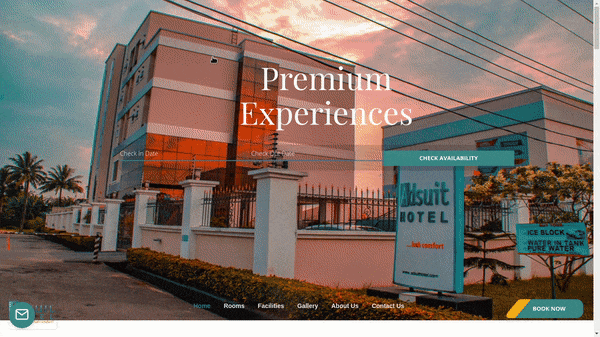 Premium
Experiences
Check in Date
Check Out Date
CHECK AVAILABILITY
Adsuit
HOTEL
ICE BLOCK
WATER IN TANK
PURE WATER
Home Rooms Facilities Gallery About Us Contact Us
BOOK NOW